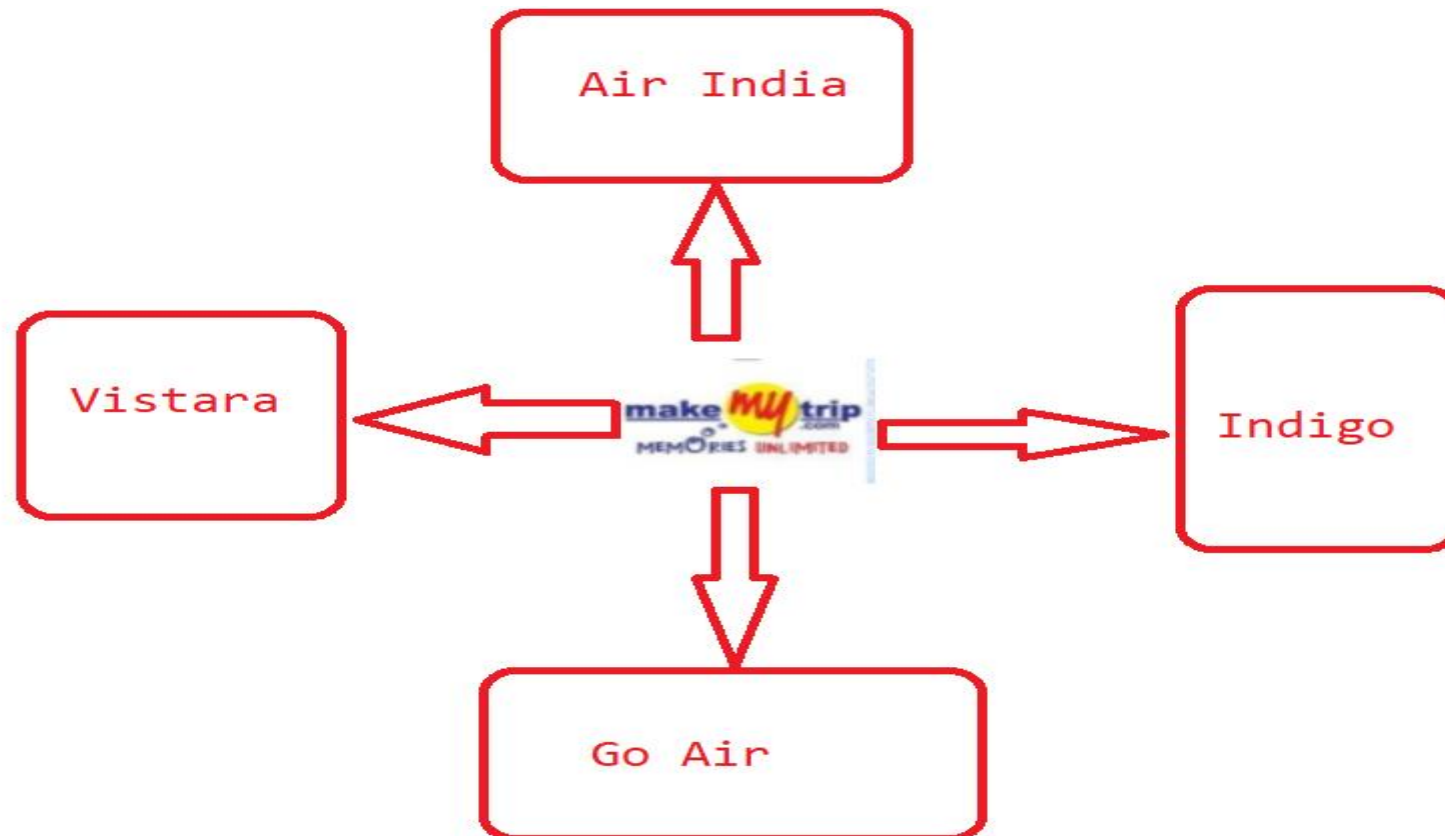 Air India
Vistara
make my trip
.com
MEMORIES UNLIMITED
Indigo
Go Air